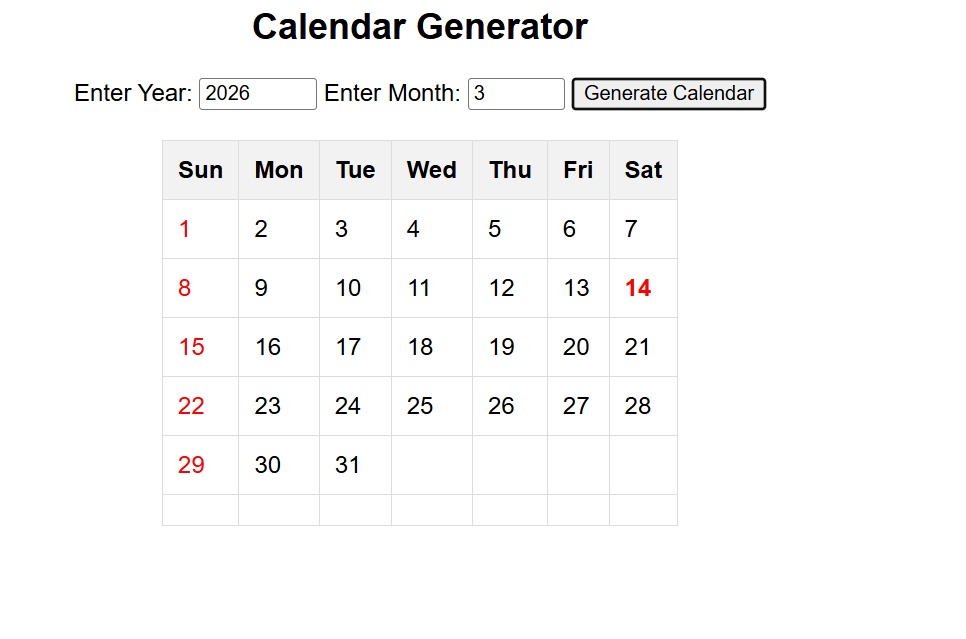 Calendar Generator
Enter Year: 2026 Enter Month: 3 Generate Calendar
Sun Mon Tue Wed Thu Fri Sat
1 2 3 4 5 6 7
8 9 10 11 12 13 14
15 16 17 18 19 20 21
22 23 24 25 26 27 28
29 30 31